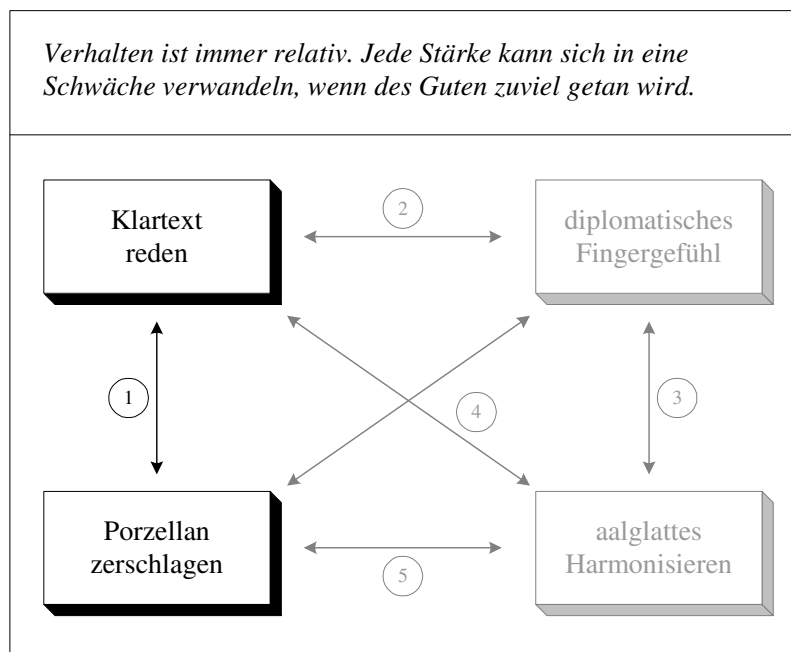 Verhalten ist immer relativ. Jede Stärke kann sich in eine
Schwäche verwandeln, wenn des Guten zuviel getan wird.
Klartext
reden
2
diplomatisches
Fingergefühl
1
4
3
Porzellan
zerschlagen
5
aalglattes
Harmonisieren